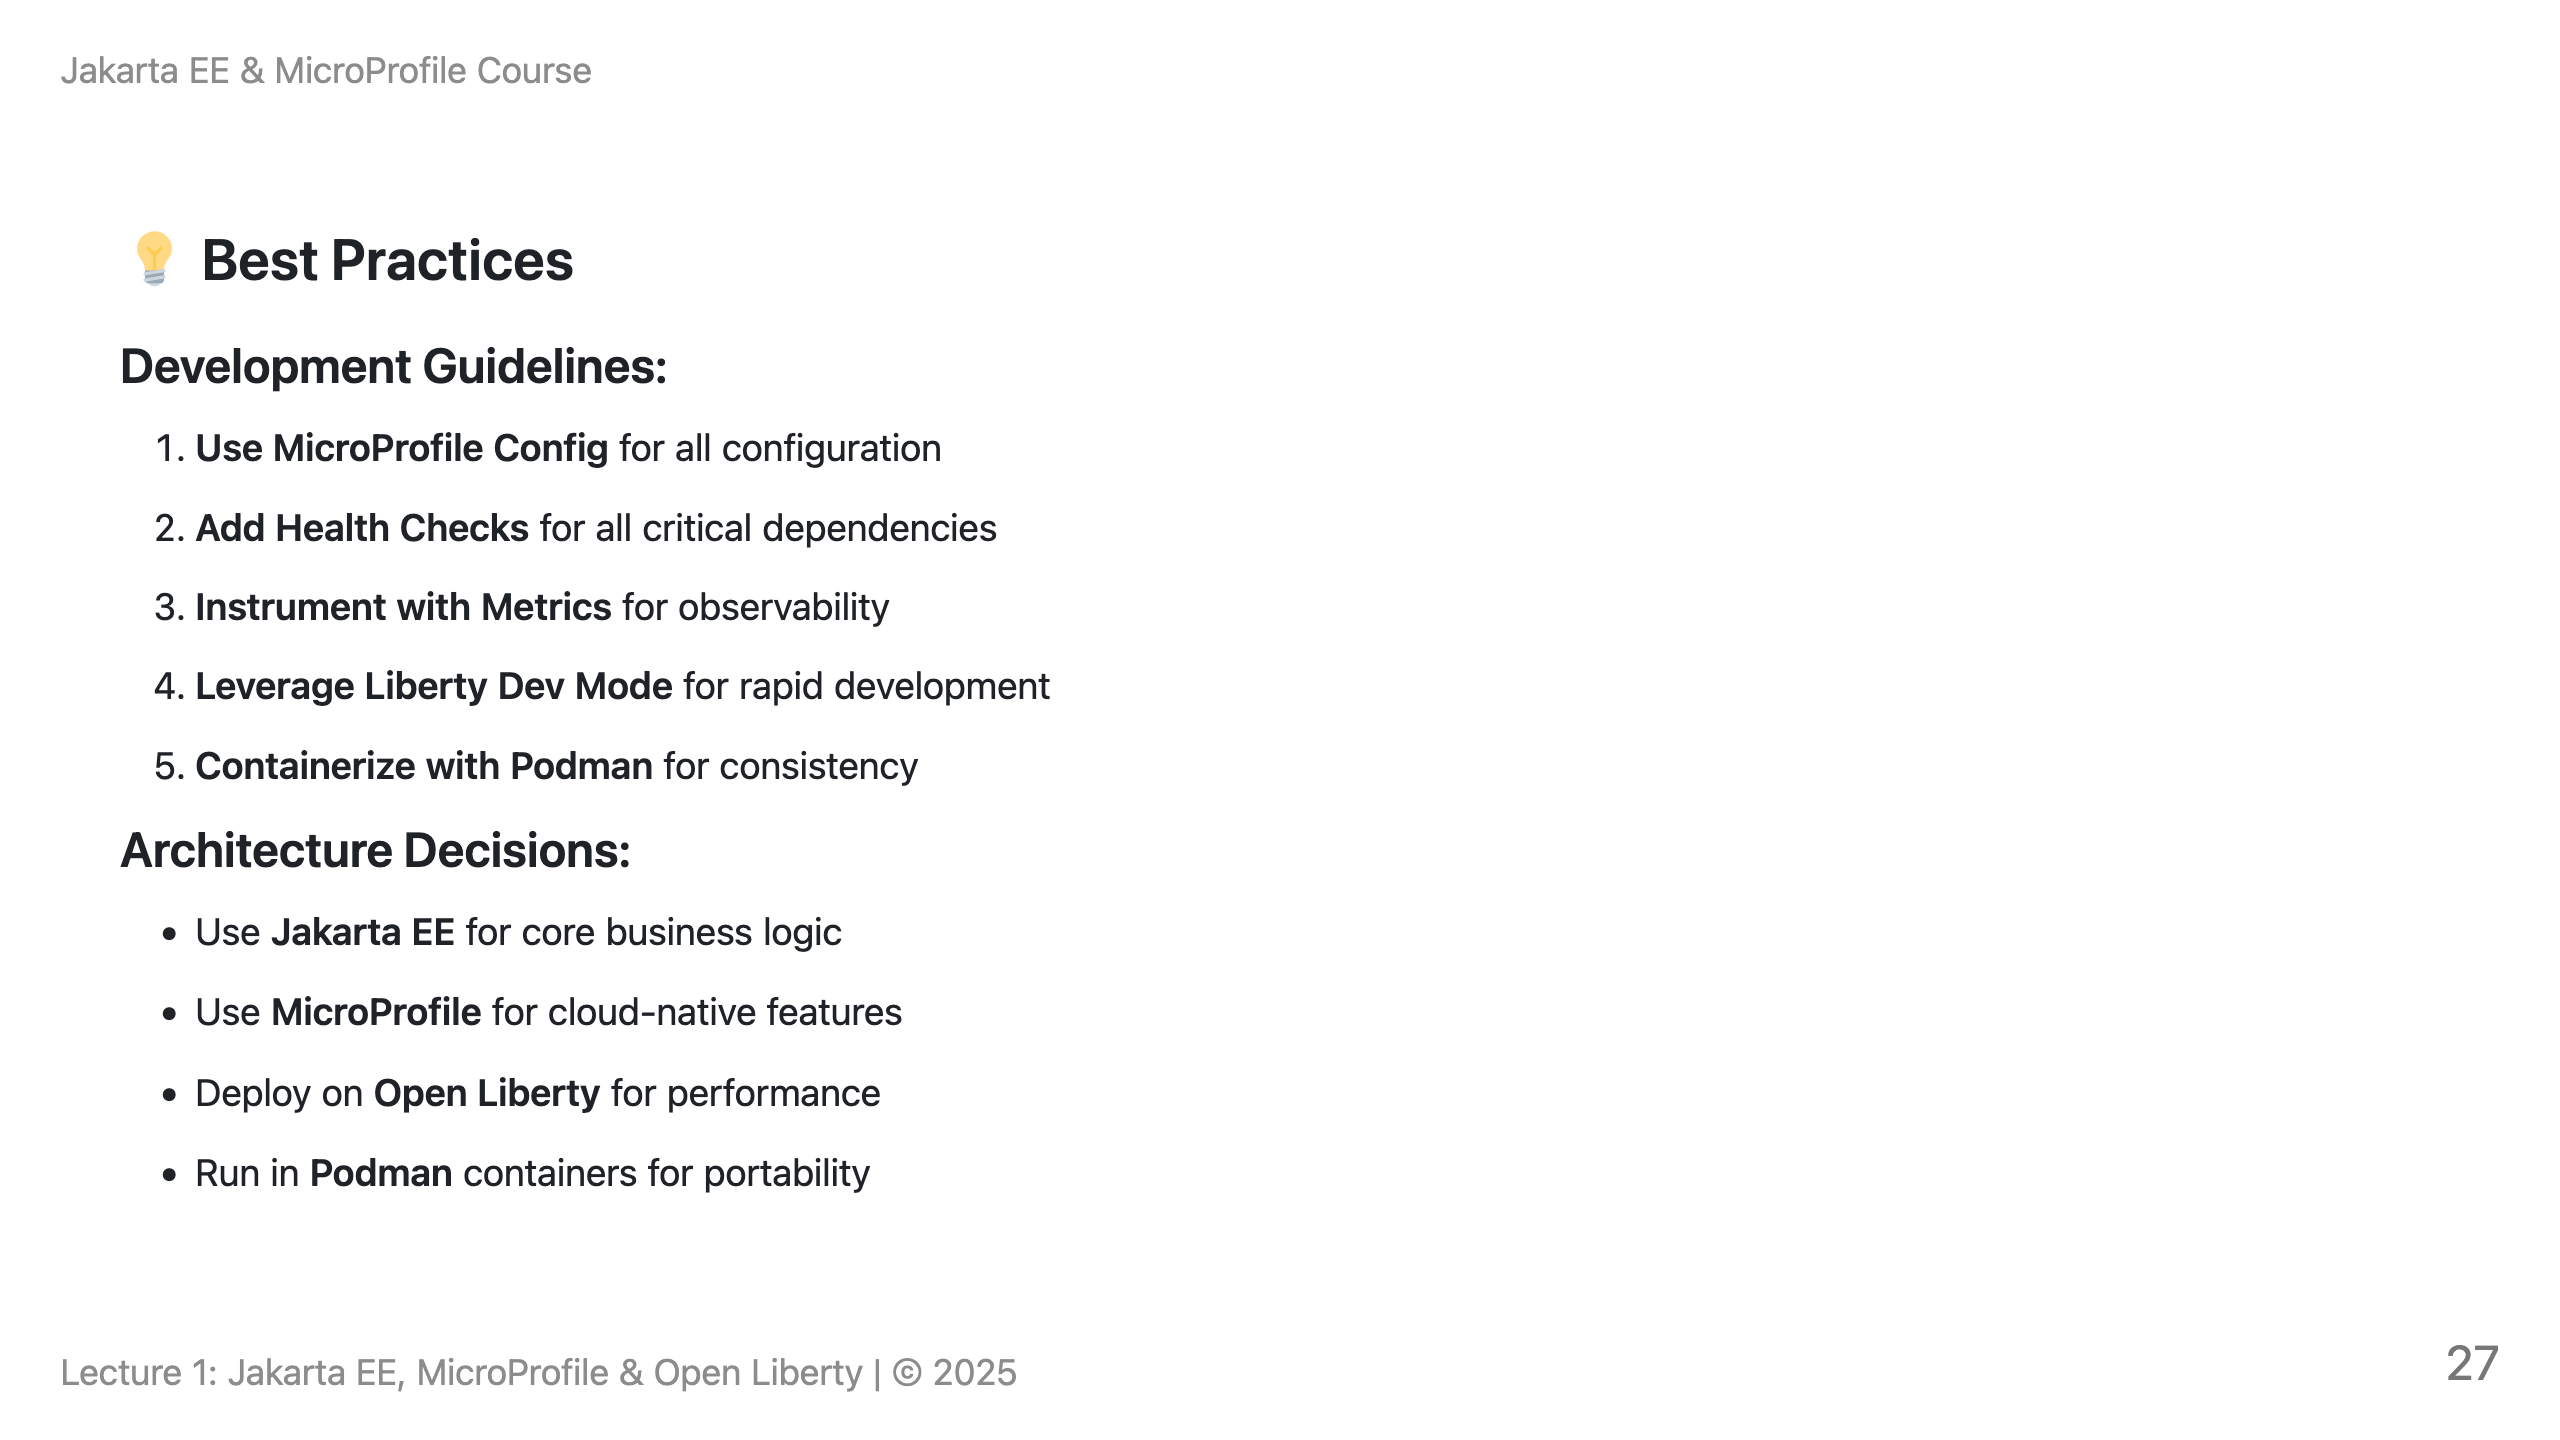 Jakarta EE & MicroProfile Course
💡 Best Practices
Development Guidelines:
1. Use MicroProfile Config for all configuration
2. Add Health Checks for all critical dependencies
3. Instrument with Metrics for observability
4. Leverage Liberty Dev Mode for rapid development
5. Containerize with Podman for consistency
Architecture Decisions:
• Use Jakarta EE for core business logic
• Use MicroProfile for cloud-native features
• Deploy on Open Liberty for performance
• Run in Podman containers for portability
Lecture 1: Jakarta EE, MicroProfile & Open Liberty | © 2025
27